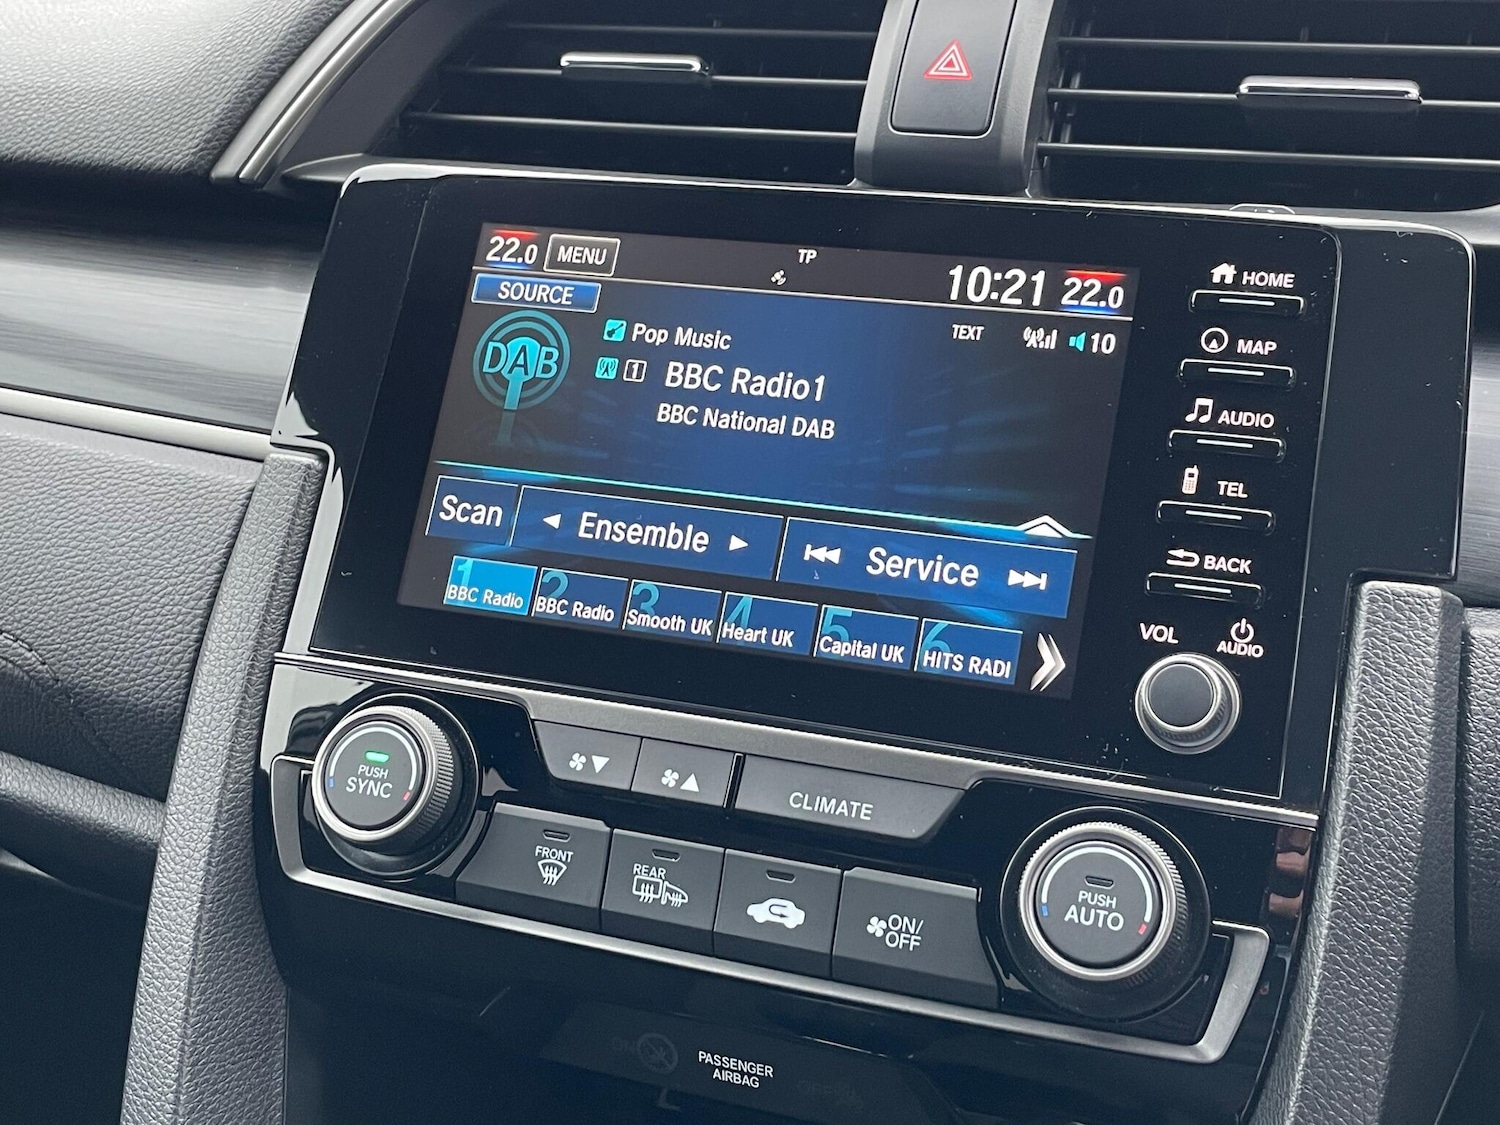 22.0 MENU TP 10:21 22.0
SOURCE
DAB
Pop Music TEXT 10
1 BBC Radio1
BBC National DAB
Scan Ensemble Service
1 BBC Radio
2 BBC Radio
3 Smooth UK
4 Heart UK
5 Capital UK
6 HITS RADI
HOME
MAP
AUDIO
TEL
BACK
VOL
AUDIO
PUSH
SYNC
CLIMATE
FRONT
REAR
ON/
OFF
PUSH
AUTO
PASSENGER
AIRBAG